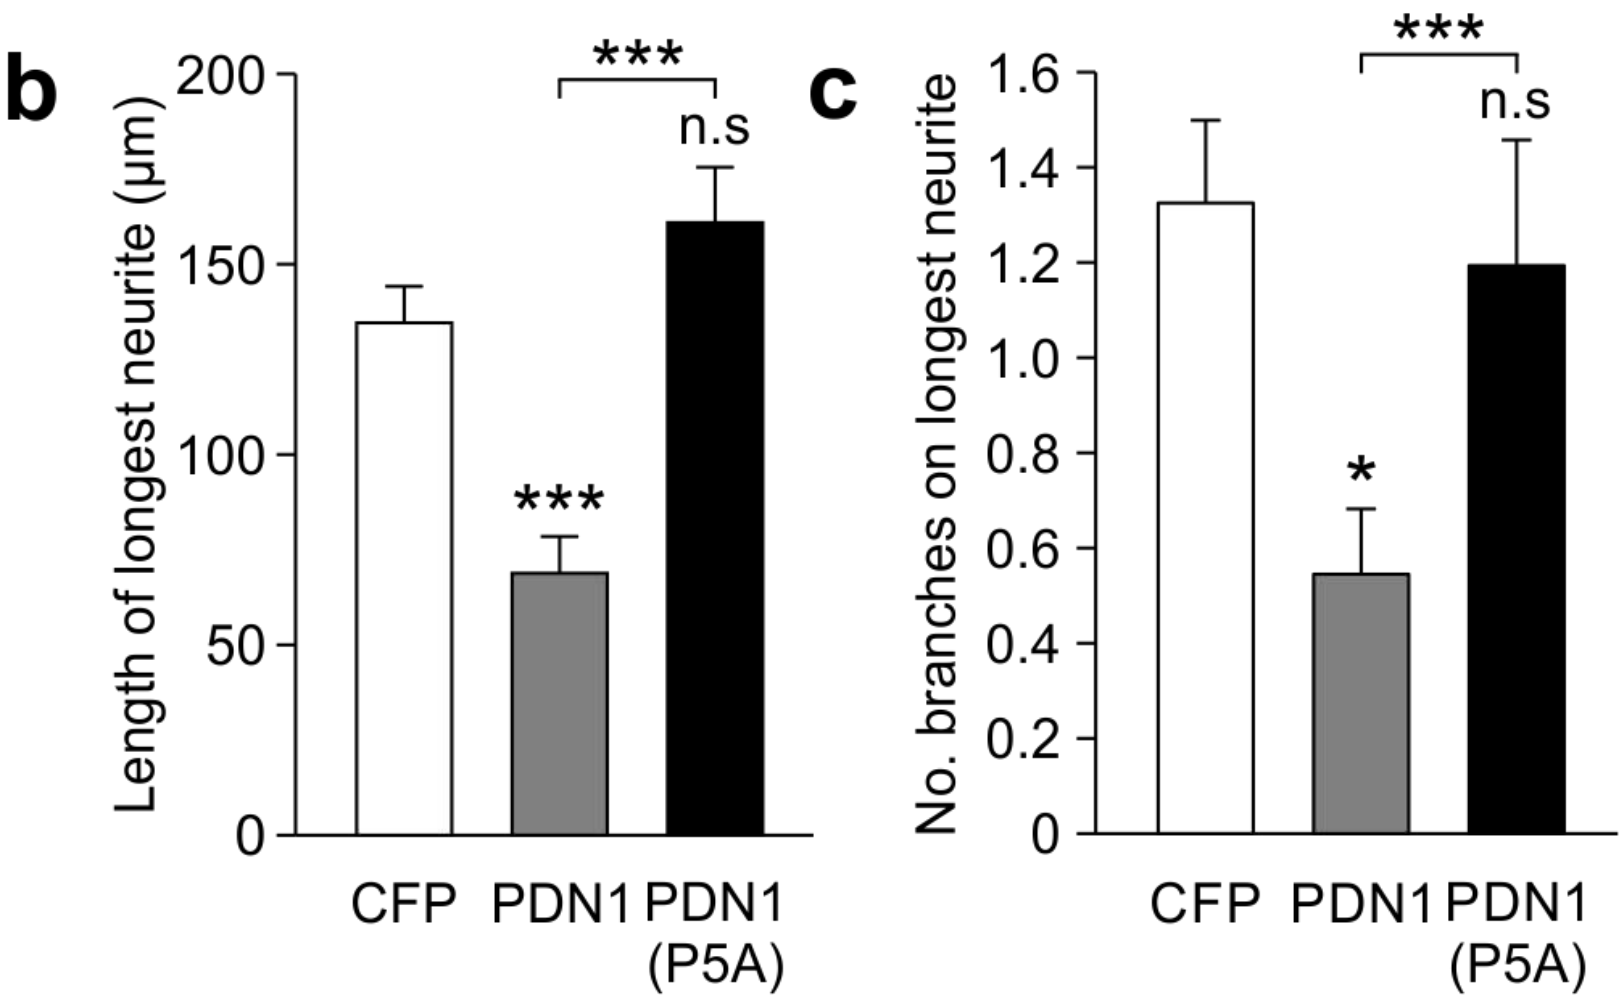 b
Length of longest neurite (µm)
200
150
100
50
0
***
***
n.s
CFP PDN1 PDN1
(P5A)
c
No. branches on longest neurite
1.6
1.4
1.2
1.0
0.8
0.6
0.4
0.2
0
***
n.s
*
CFP PDN1 PDN1
(P5A)